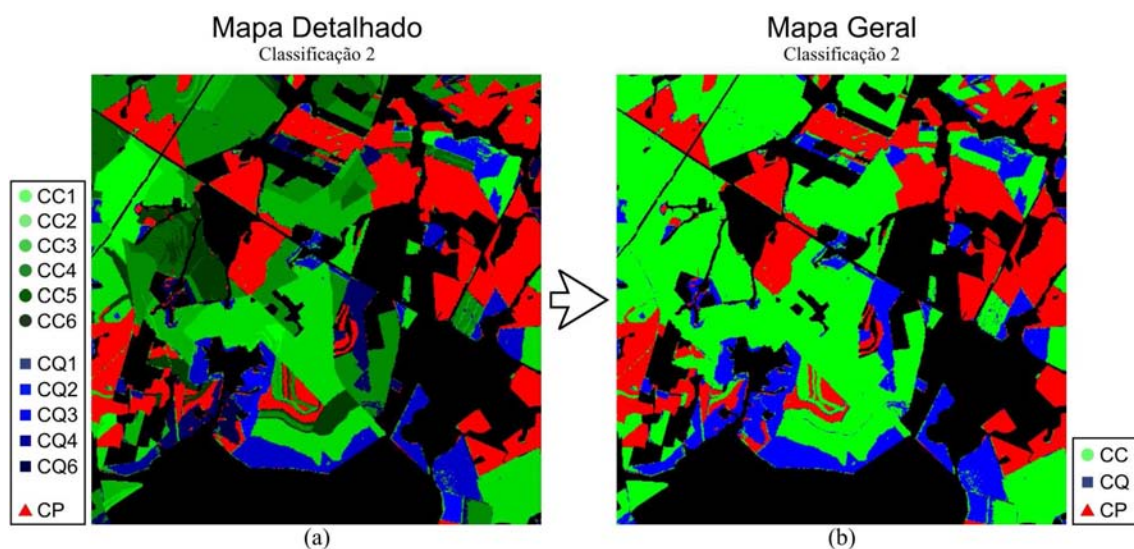 Mapa Detalhado
Classificação 2
Mapa Geral
Classificação 2
CC1
CC2
CC3
CC4
CC5
CC6
CQ1
CQ2
CQ3
CQ4
CQ6
CP
(a)
CC
CQ
CP
(b)